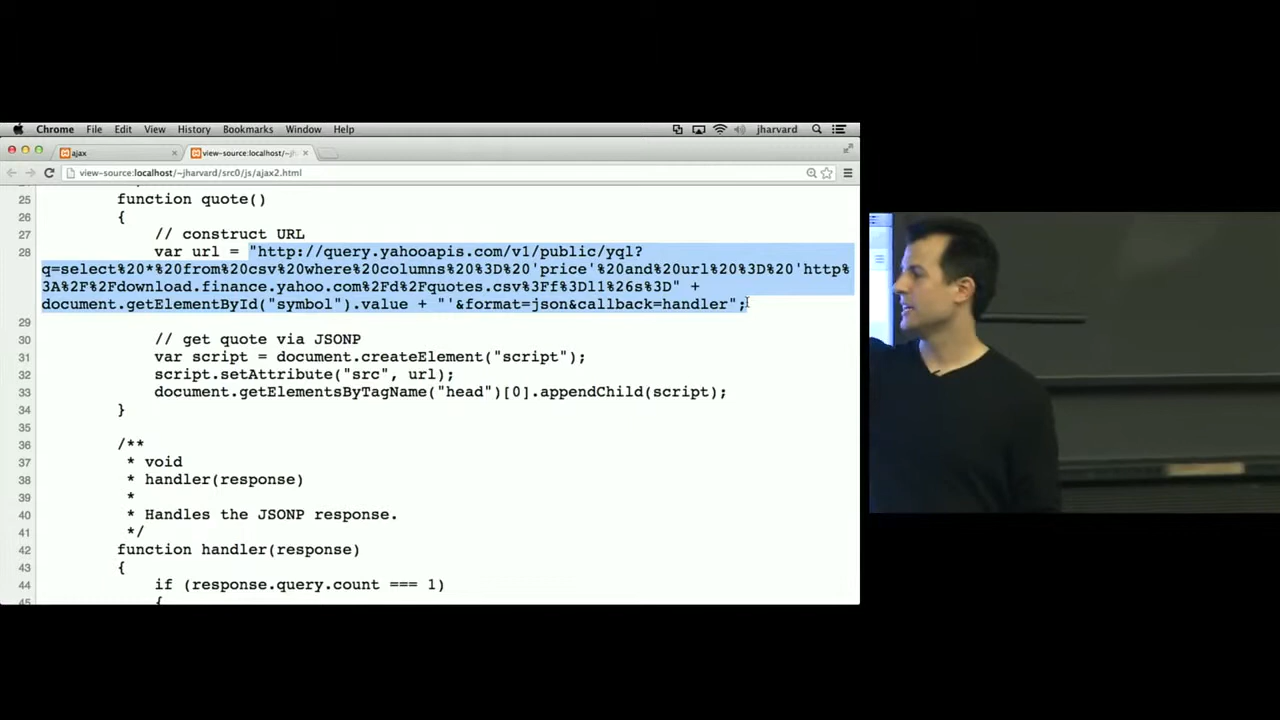 Chrome File Edit View History Bookmarks Window Help jharvard
ajax view-source:localhost/~jh
view-source:localhost/~jharvard/src0/js/ajax2.html
25 function quote()
26 {
27 // construct URL
28 var url = "http://query.yahooapis.com/v1/public/yql?
q=select%20*%20from%20csv%20where%20columns%20%3D%20'price'%20and%20url%20%3D%20'http%
3A%2F%2Fdownload.finance.yahoo.com%2Fd%2Fquotes.csv%3Ff%3Dl1%26s%3D" +
document.getElementById("symbol").value + "'&format=json&callback=handler";
29
30 // get quote via JSONP
31 var script = document.createElement("script");
32 script.setAttribute("src", url);
33 document.getElementsByTagName("head")[0].appendChild(script);
34 }
35
36 /**
37 * void
38 * handler(response)
39 *
40 * Handles the JSONP response.
41 */
42 function handler(response)
43 {
44 if (response.query.count === 1)
45 {